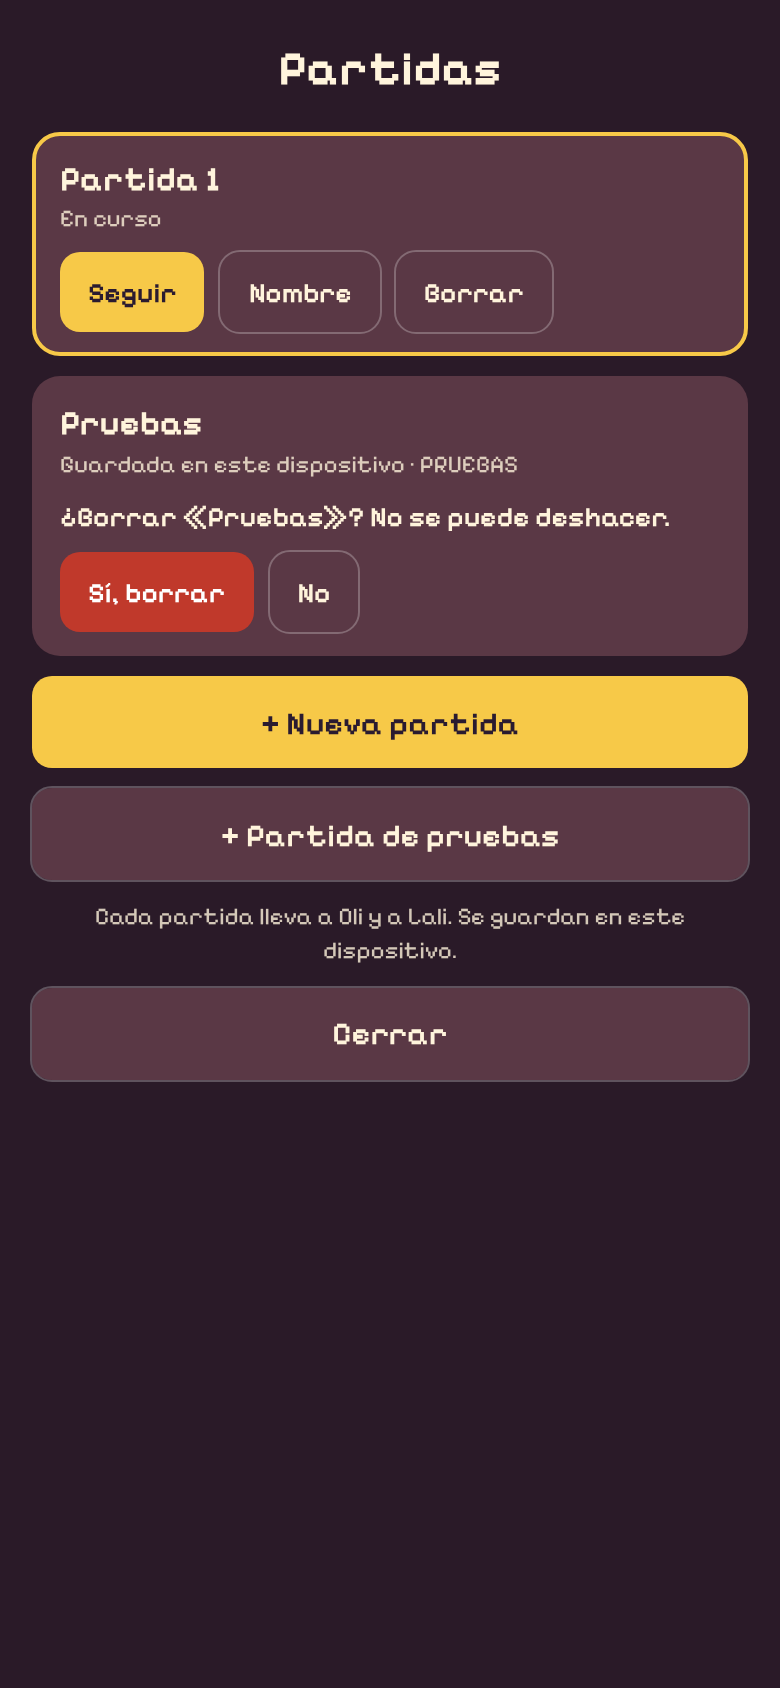 Partidas
Partida 1
En curso
Seguir
Nombre
Borrar
Pruebas
Guardada en este dispositivo · PRUEBAS
¿Borrar «Pruebas»? No se puede deshacer.
Sí, borrar
No
+ Nueva partida
+ Partida de pruebas
Cada partida lleva a Oli y a Lali. Se guardan en este
dispositivo.
Cerrar